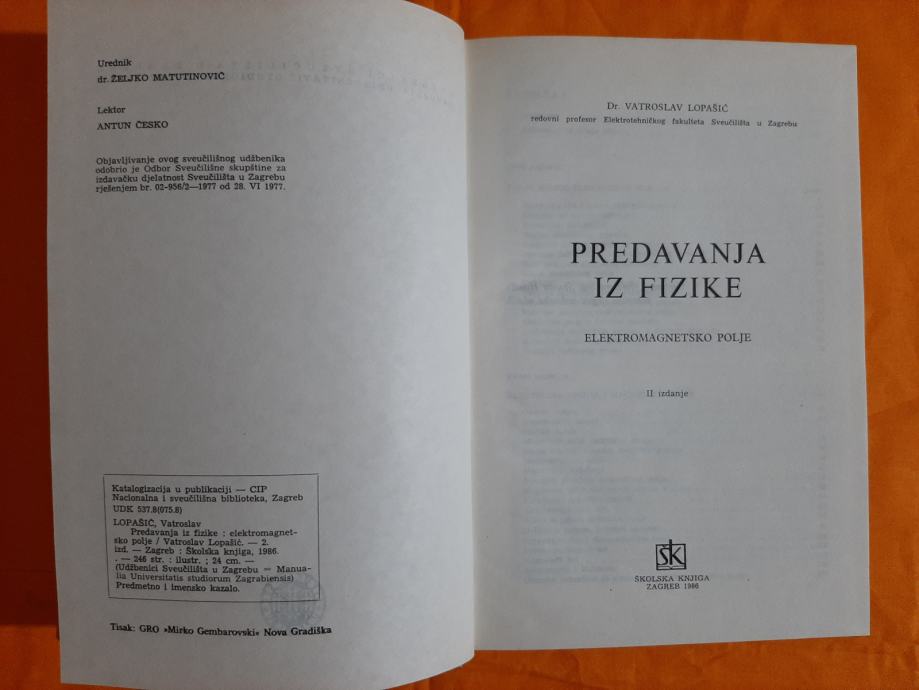 Urednik
dr. ŽELJKO MATUTINOVIĆ
Lektor
ANTUN ČESKO
Objavljivanje ovog sveučilišnog udžbenika
odobrio je Odbor Sveučilišne skupštine za
izdavačku djelatnost Sveučilišta u Zagrebu
rješenjem br. 02-956/2—1977 od 28. VI 1977.
Katalogizacija u publikaciji — CIP
Nacionalna i sveučilišna biblioteka, Zagreb
UDK 537.8(075.8)
LOPAŠIĆ, Vatroslav
Predavanja iz fizike : elektromagnet-
sko polje / Vatroslav Lopašić. — 2.
izd. — Zagreb : Školska knjiga, 1986.
. — 246 str. : ilustr. ; 24 cm. —
(Udžbenici Sveučilišta u Zagrebu = Manua-
lia Universitatis studiorum Zagrabiensis)
Predmetno i imensko kazalo.
Tisak: GRO »Mirko Gembarovski« Nova Gradiška
Dr. VATROSLAV LOPAŠIĆ
redovni profesor Elektrotehničkog fakulteta Sveučilišta u Zagrebu
PREDAVANJA
IZ FIZIKE
ELEKTROMAGNETSKO POLJE
II izdanje
ŠK
ŠKOLSKA KNJIGA
ZAGREB 1986